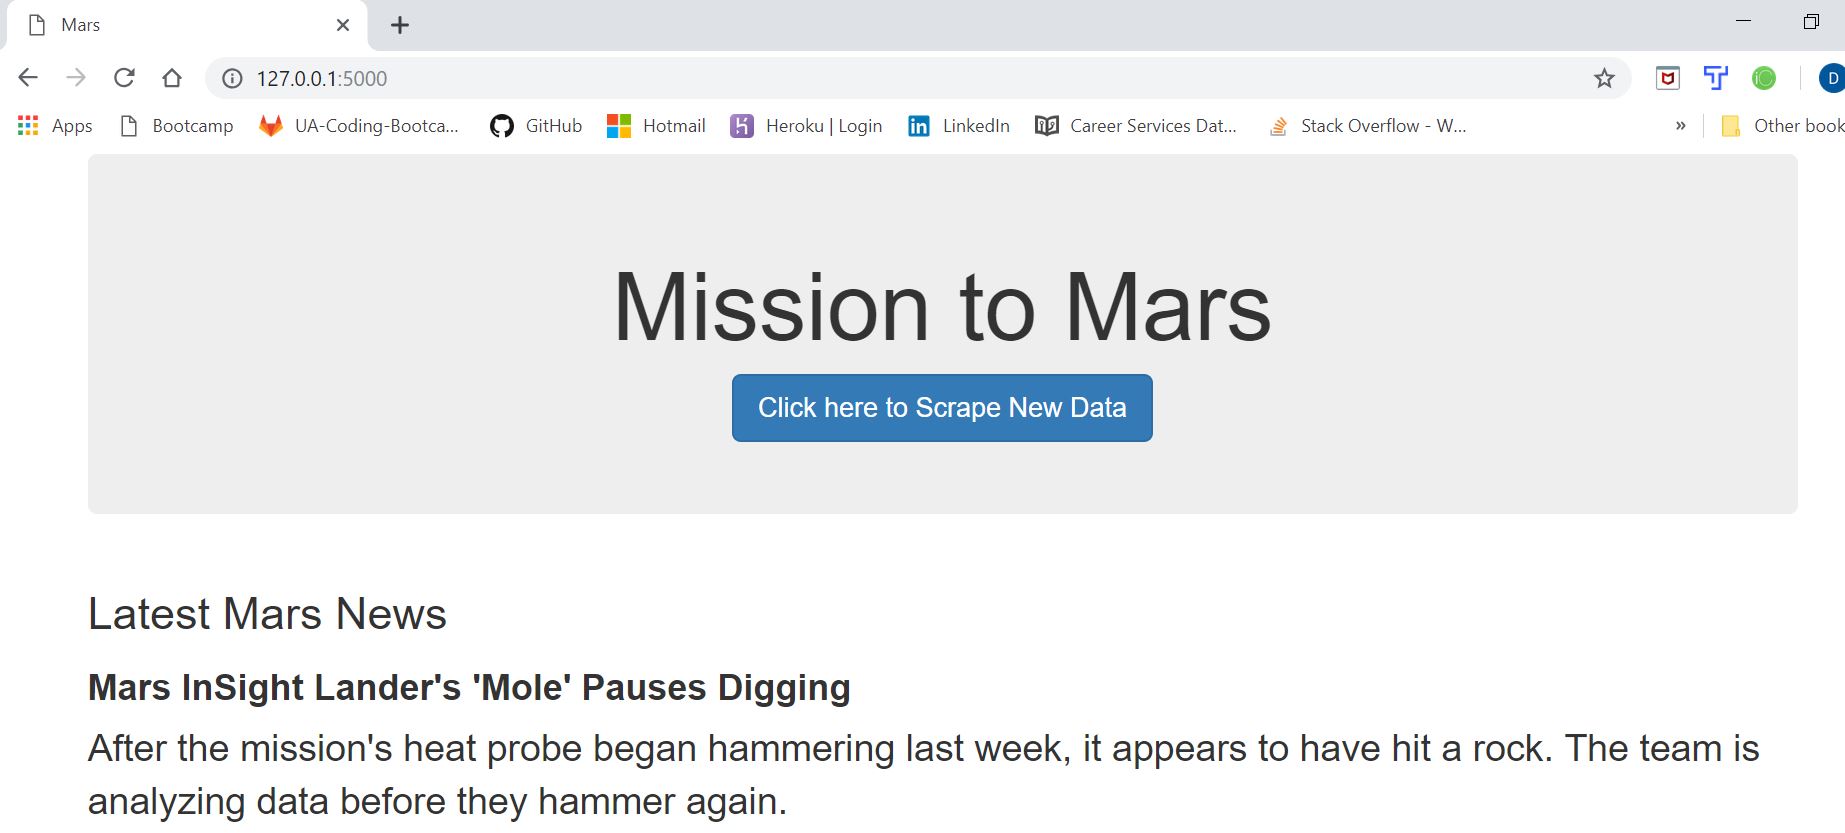 Mars
127.0.0.1:5000
D
Apps Bootcamp UA-Coding-Bootca... GitHub Hotmail Heroku | Login LinkedIn Career Services Dat... Stack Overflow - W... » Other book
Mission to Mars
Click here to Scrape New Data
Latest Mars News
Mars InSight Lander's 'Mole' Pauses Digging
After the mission's heat probe began hammering last week, it appears to have hit a rock. The team is
analyzing data before they hammer again.